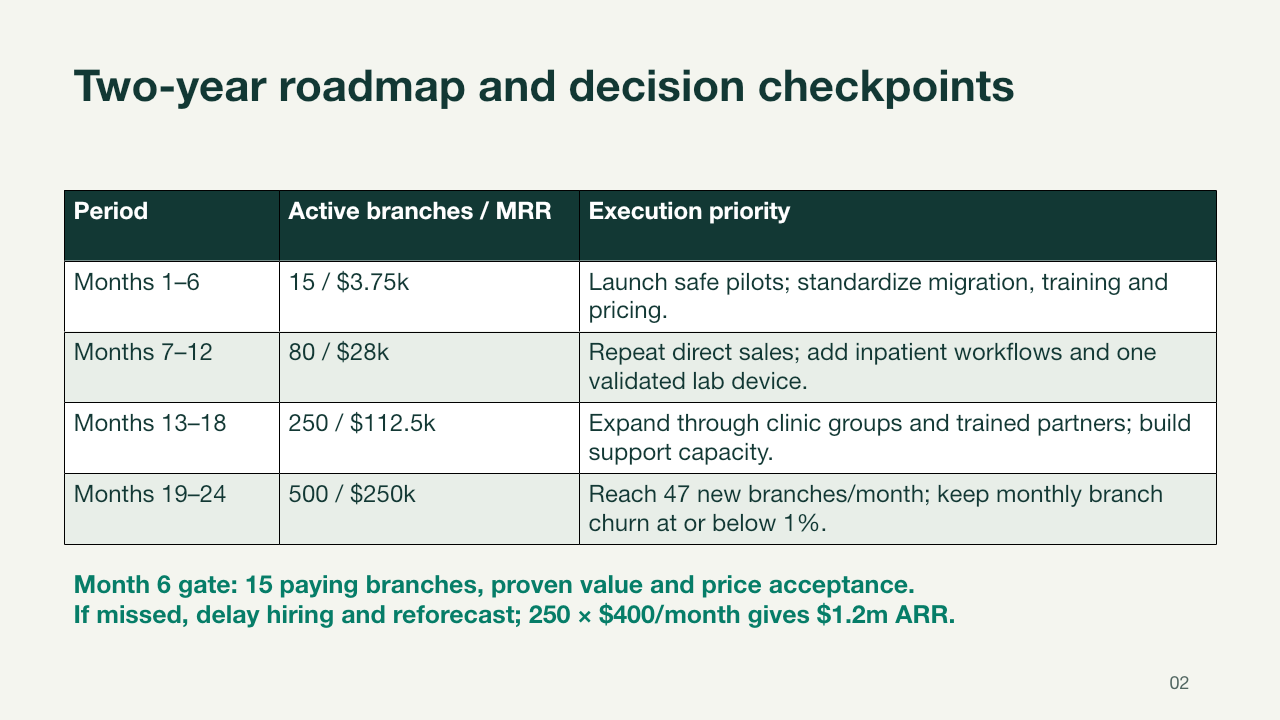 Two-year roadmap and decision checkpoints
Period
Active branches / MRR
Execution priority
Months 1–6
15 / $3.75k
Launch safe pilots; standardize migration, training and
pricing.
Months 7–12
80 / $28k
Repeat direct sales; add inpatient workflows and one
validated lab device.
Months 13–18
250 / $112.5k
Expand through clinic groups and trained partners; build
support capacity.
Months 19–24
500 / $250k
Reach 47 new branches/month; keep monthly branch
churn at or below 1%.
Month 6 gate: 15 paying branches, proven value and price acceptance.
If missed, delay hiring and reforecast; 250 × $400/month gives $1.2m ARR.
02